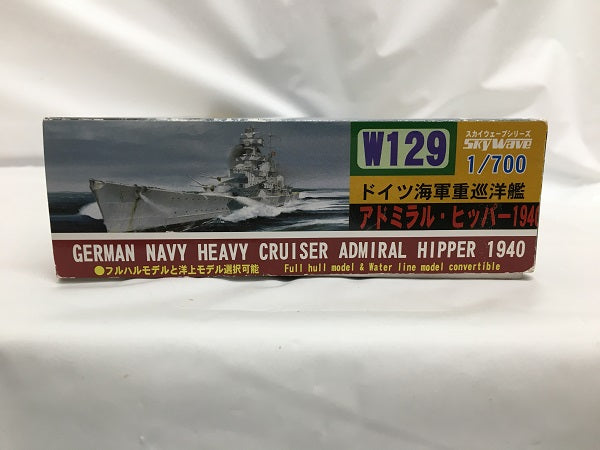 W129
スカイウェーブシリーズ
SKYWAVE
1/700
ドイツ海軍重巡洋艦
アドミラル・ヒッパー1940
GERMAN NAVY HEAVY CRUISER ADMIRAL HIPPER 1940
●フルハルモデルと洋上モデル選択可能
Full hull model & Water line model convertible